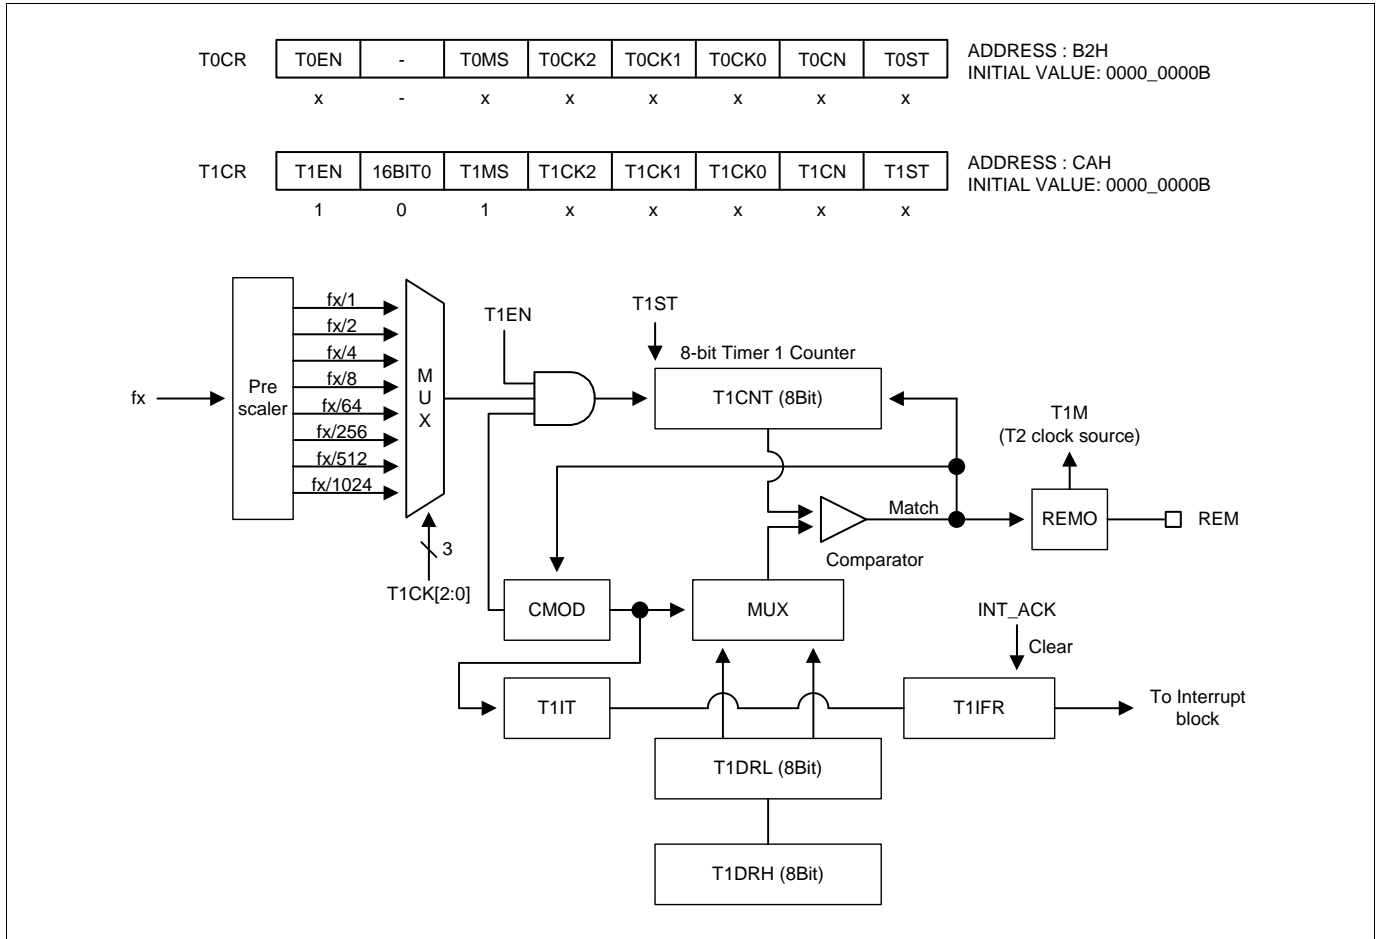 T0CR T0EN - T0MS T0CK2 T0CK1 T0CK0 T0CN T0ST ADDRESS : B2H
INITIAL VALUE: 0000_0000B
x - x x x x x x
T1CR T1EN 16BIT0 T1MS T1CK2 T1CK1 T1CK0 T1CN T1ST ADDRESS : CAH
INITIAL VALUE: 0000_0000B
1 0 1 x x x x x
fx
Pre
scaler
fx/1
fx/2
fx/4
fx/8
fx/64
fx/256
fx/512
fx/1024
M
U
X
3
T1CK[2:0]
T1EN
T1ST
8-bit Timer 1 Counter
T1CNT (8Bit)
T1M
(T2 clock source)
Match
Comparator
REMO
REM
CMOD
MUX
INT_ACK
Clear
T1IT
T1IFR
To Interrupt
block
T1DRL (8Bit)
T1DRH (8Bit)